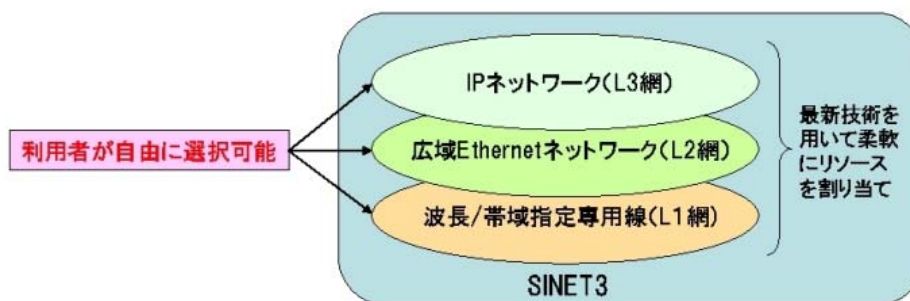 IPネットワーク(L3網)
利用者が自由に選択可能
広域Ethernetネットワーク(L2網)
波長/帯域指定専用線(L1網)
最新技術を
用いて柔軟
にリソース
を割り当て
SINET3